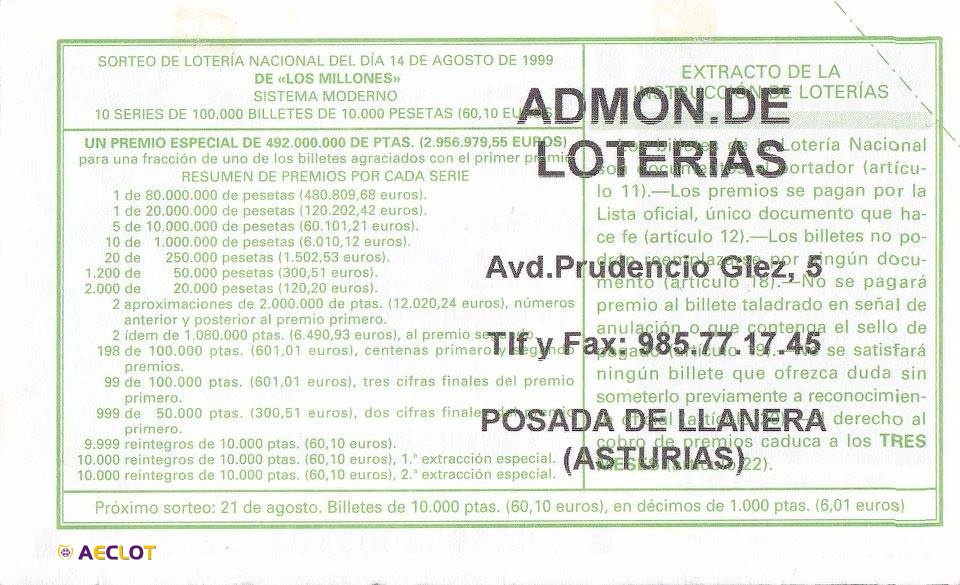 SORTEO DE LOTERÍA NACIONAL DEL DÍA 14 DE AGOSTO DE 1999
DE «LOS MILLONES»
SISTEMA MODERNO
10 SERIES DE 100.000 BILLETES DE 10.000 PESETAS (60,10 EUROS)
UN PREMIO ESPECIAL DE 492.000.000 DE PTAS. (2.956.979,55 EUROS)
para una fracción de uno de los billetes agraciados con el primer premio
RESUMEN DE PREMIOS POR CADA SERIE
1 de 80.000.000 de pesetas (480.809,68 euros).
1 de 20.000.000 de pesetas (120.202,42 euros).
5 de 10.000.000 de pesetas (60.101,21 euros).
10 de 1.000.000 de pesetas (6.010,12 euros).
20 de 250.000 pesetas (1.502,53 euros).
1.200 de 50.000 pesetas (300,51 euros).
2.000 de 20.000 pesetas (120,20 euros).
2 aproximaciones de 2.000.000 de ptas. (12.020,24 euros), números
anterior y posterior al premio primero.
2 ídem de 1.080.000 ptas. (6.490,93 euros), al premio segundo.
198 de 100.000 ptas. (601,01 euros), centenas primero y segundo
premios.
99 de 100.000 ptas. (601,01 euros), tres cifras finales del premio
primero.
999 de 50.000 ptas. (300,51 euros), dos cifras finales del premio
primero.
9.999 reintegros de 10.000 ptas. (60,10 euros).
10.000 reintegros de 10.000 ptas. (60,10 euros), 1.ª extracción especial.
10.000 reintegros de 10.000 ptas. (60,10 euros), 2.ª extracción especial.
EXTRACTO DE LA
INSTRUCCIÓN DE LOTERÍAS
Los billetes de la Lotería Nacional
son documentos al portador (artícu-
lo 11).—Los premios se pagan por la
Lista oficial, único documento que ha-
ce fe (artículo 12).—Los billetes no po-
drán reemplazarse por ningún docu-
mento (artículo 18).—No se pagará
premio al billete taladrado en señal de
anulación o que contenga el sello de
pagado (artículo 19).—No se satisfará
ningún billete que ofrezca duda sin
someterlo previamente a reconocimien-
to oficial (artículo 20).—El derecho al
cobro de premios caduca a los TRES
MESES (artículo 22).
ADMON.DE
LOTERIAS
Avd.Prudencio Glez, 5
Tlf y Fax: 985.77.17.45
POSADA DE LLANERA
(ASTURIAS)
Próximo sorteo: 21 de agosto. Billetes de 10.000 ptas. (60,10 euros), en décimos de 1.000 ptas. (6,01 euros)
AECLOT